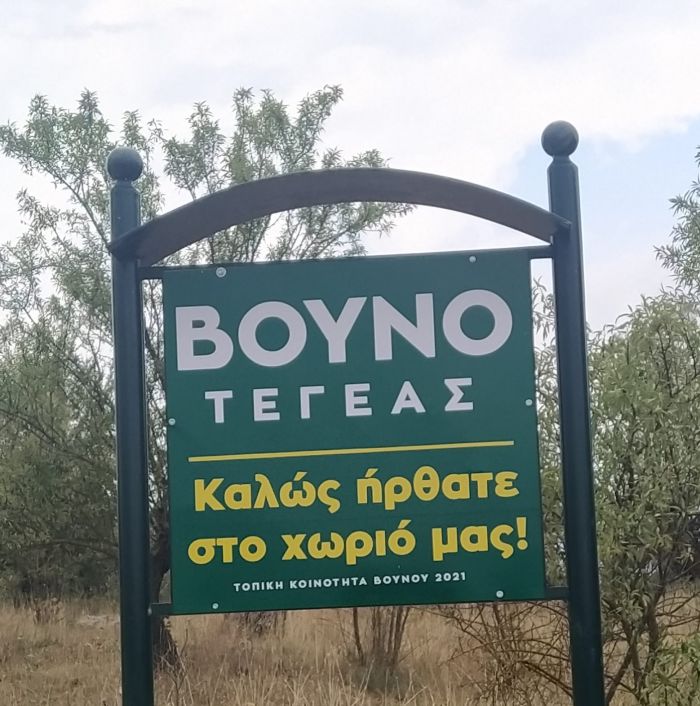 ΒΟΥΝΟ
ΤΕΓΕΑΣ
Καλώς ήρθατε
στο χωριό μας!
ΤΟΠΙΚΗ ΚΟΙΝΟΤΗΤΑ ΒΟΥΝΟΥ 2021